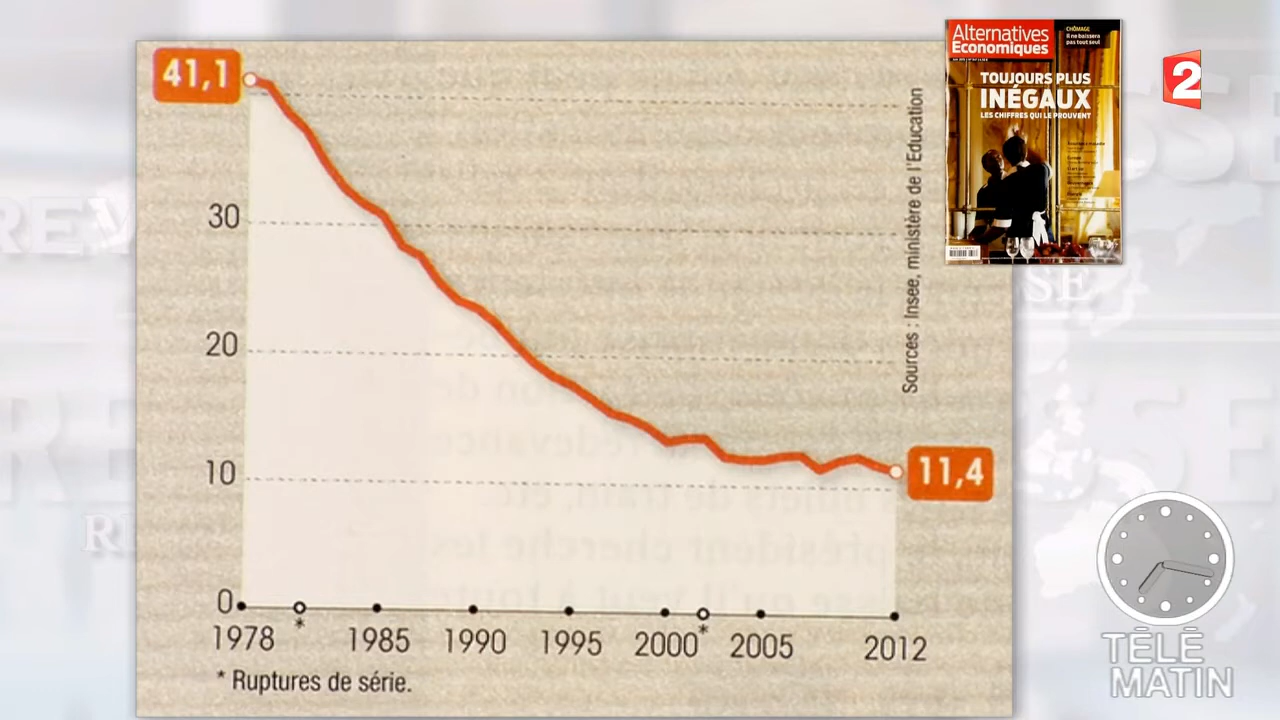 41,1
30
20
10
0
11,4
1978
*
1985
1990
1995
2000
*
2005
2012
* Ruptures de série.
Sources : Insee, ministère de l'Education
Alternatives
Economiques
CHÔMAGE
Il ne baissera
pas tout seul
TOUJOURS PLUS
INÉGAUX
LES CHIFFRES QUI LE PROUVENT
2
TÉLÉ
MATIN